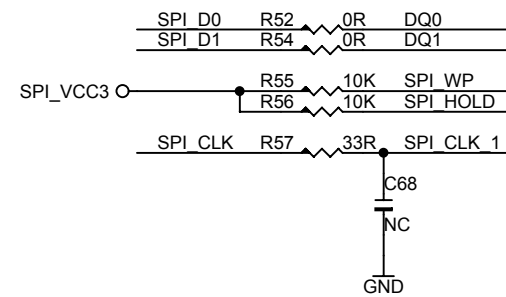 SPI_D0 R52 0R DQ0
SPI_D1 R54 0R DQ1
R55 10K SPI_WP
SPI_VCC3
R56 10K SPI_HOLD
SPI_CLK R57 33R SPI_CLK_1
C68
NC
GND